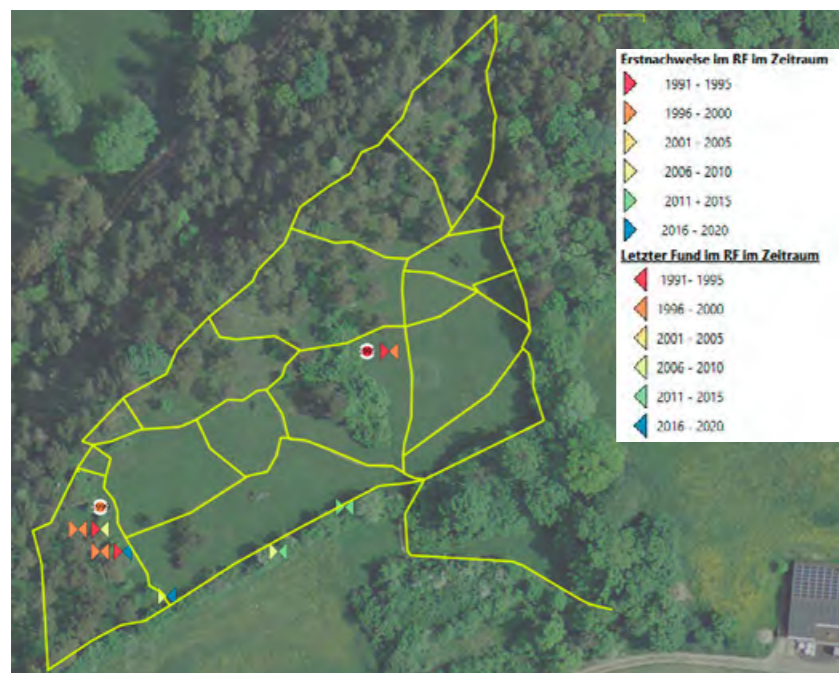 Erstnachweise im RF im Zeitraum
1991 - 1995
1996 - 2000
2001 - 2005
2006 - 2010
2011 - 2015
2016 - 2020
Letzter Fund im RF im Zeitraum
1991- 1995
1996 - 2000
2001 - 2005
2006 - 2010
2011 - 2015
2016 - 2020